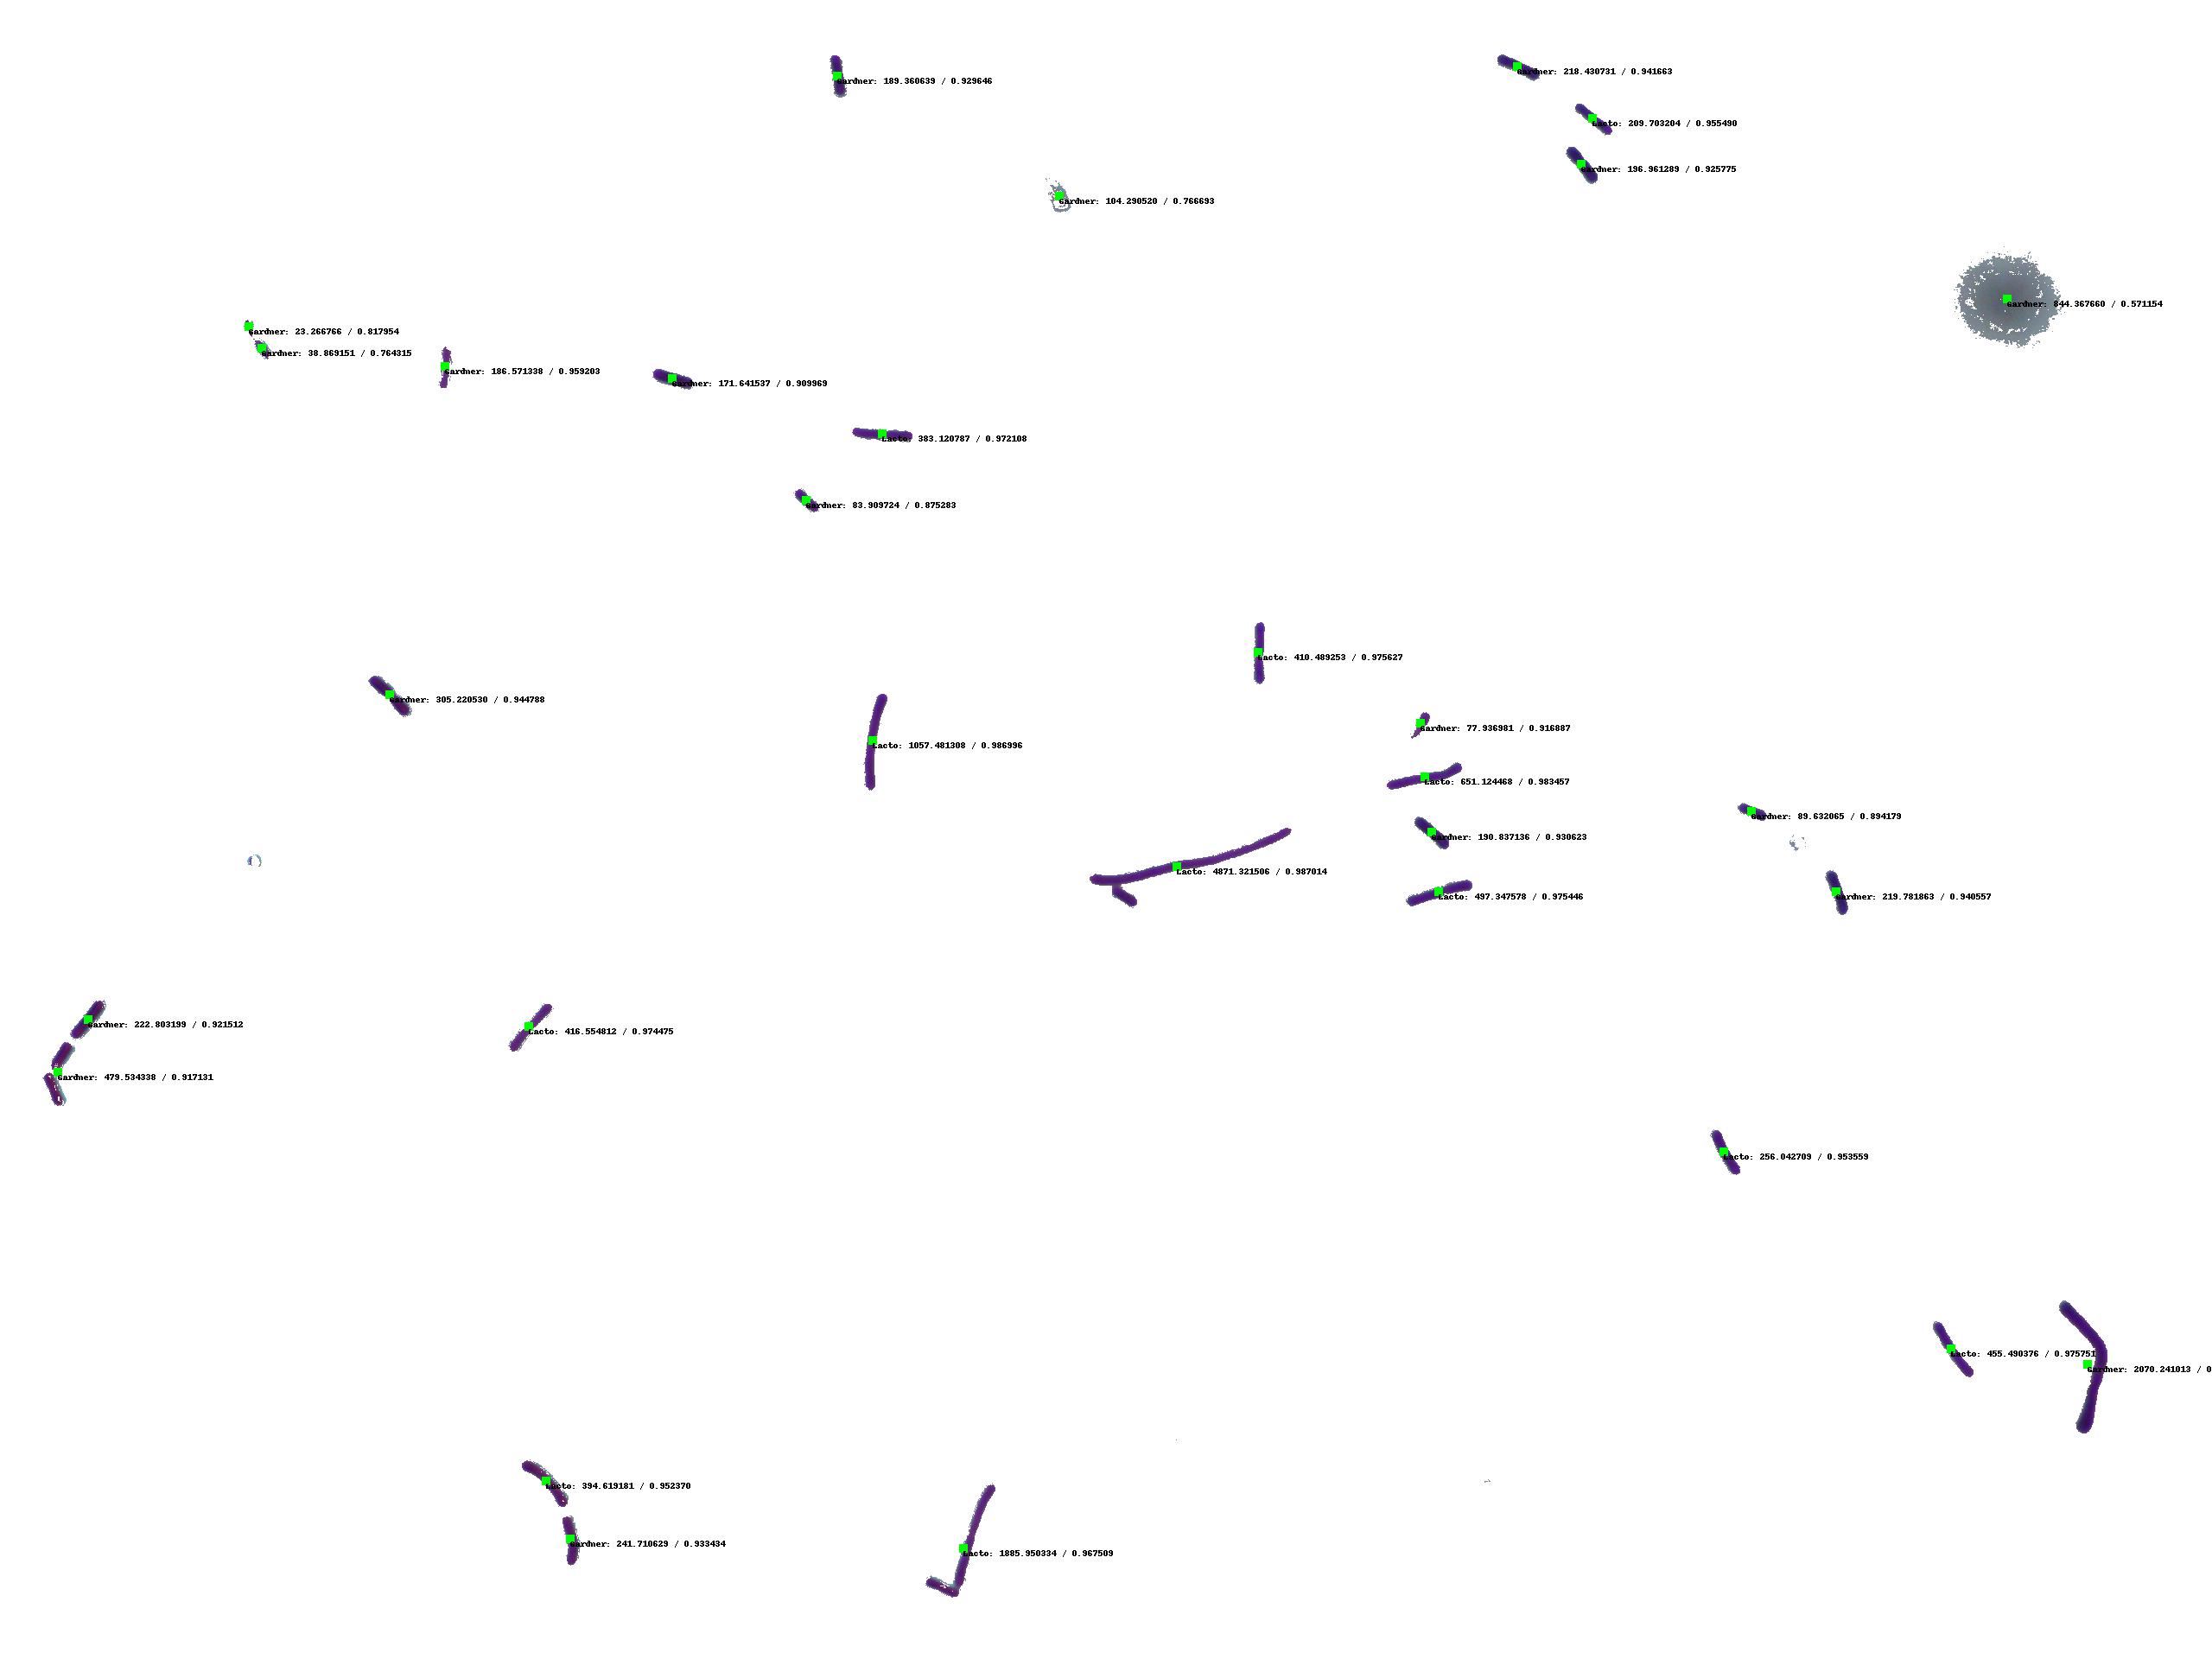 Gardner: 218.430731 / 0.941663
Gardner: 189.360639 / 0.929646
Lacto: 209.703204 / 0.955490
Gardner: 196.961289 / 0.925775
Gardner: 104.290520 / 0.766693
Gardner: 844.367660 / 0.571154
Gardner: 23.266766 / 0.817954
Gardner: 38.869151 / 0.764315
Gardner: 186.571338 / 0.959203
Gardner: 171.641537 / 0.909969
Lacto: 383.120787 / 0.972108
Gardner: 83.909724 / 0.875283
Lacto: 410.489253 / 0.975627
Gardner: 305.220530 / 0.944788
Gardner: 77.936981 / 0.916887
Lacto: 1057.481308 / 0.986996
Lacto: 651.124468 / 0.983457
Gardner: 89.632065 / 0.894179
Gardner: 190.837136 / 0.930623
Lacto: 4871.321506 / 0.987014
Lacto: 497.347578 / 0.975446
Gardner: 219.781863 / 0.940557
Gardner: 222.803199 / 0.921512
Lacto: 416.554812 / 0.974475
Gardner: 479.534338 / 0.917131
Lacto: 256.042709 / 0.953559
Lacto: 455.490376 / 0.975751
Gardner: 2070.241013 / 0
Lacto: 394.619181 / 0.952370
Gardner: 241.710629 / 0.933434
Lacto: 1885.950334 / 0.967509